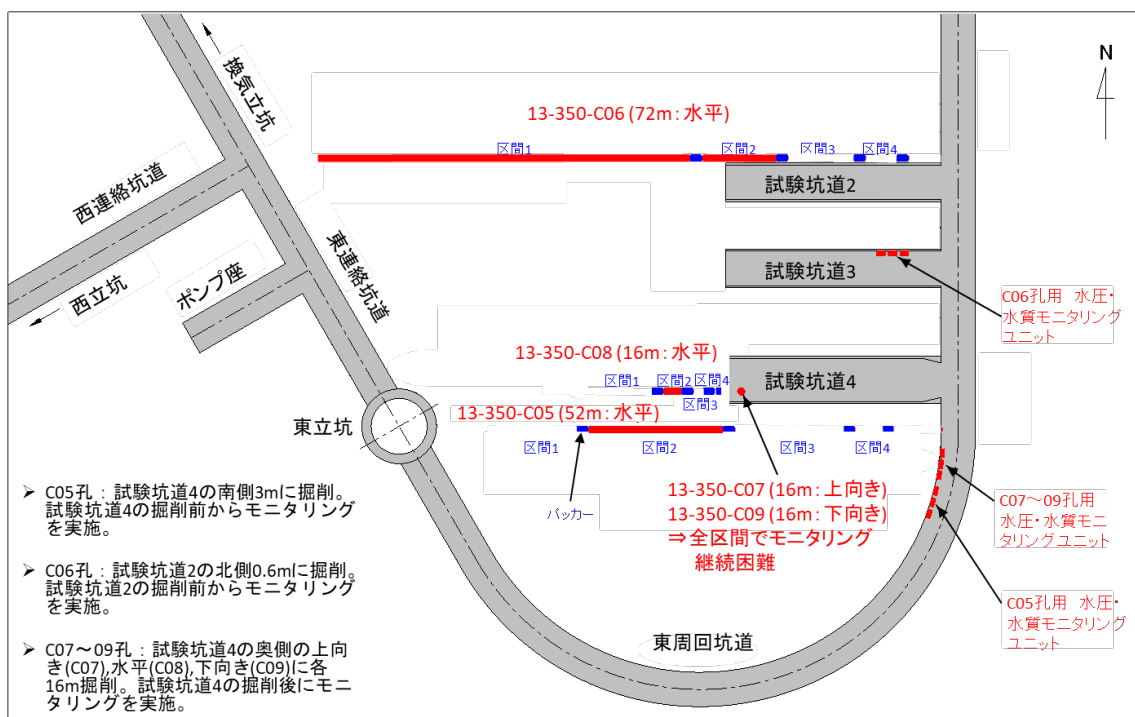 換気立坑
N
13-350-C06 (72m：水平)
区間1
区間2
区間3
区間4
試験坑道2
西連絡坑道
東連絡坑道
試験坑道3
ポンプ座
西立坑
C06孔用 水圧・
水質モニタリング
ユニット
13-350-C08 (16m：水平)
区間1
区間2
区間4
区間3
試験坑道4
13-350-C05 (52m：水平)
東立坑
区間1
区間2
区間3
区間4
パッカー
13-350-C07 (16m：上向き)
13-350-C09 (16m：下向き)
⇒全区間でモニタリング
継続困難
C07～09孔用
水圧・水質モニ
タリングユニット
C05孔用 水圧・
水質モニタリング
ユニット
東周回坑道
➢ C05孔：試験坑道4の南側3mに掘削。
試験坑道4の掘削前からモニタリング
を実施。
➢ C06孔：試験坑道2の北側0.6mに掘削。
試験坑道2の掘削前からモニタリング
を実施。
➢ C07～09孔：試験坑道4の奥側の上向
き(C07),水平(C08),下向き(C09)に各
16m掘削。試験坑道4の掘削後にモニ
タリングを実施。